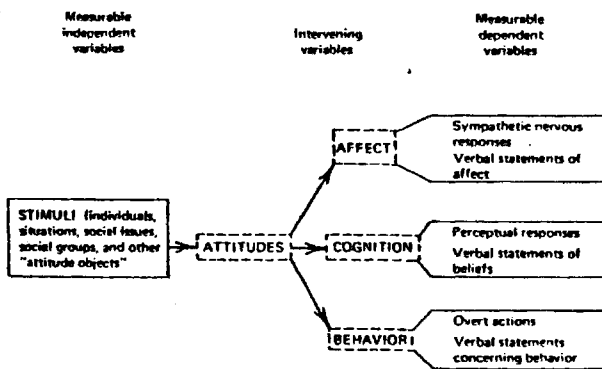 Measurable
independent
variables
Intervening
variables
Measurable
dependent
variables
STIMULI (individuals,
situations, social issues,
social groups, and other
"attitude objects"
ATTITUDES
AFFECT
Sympathetic nervous
responses
Verbal statements of
affect
COGNITION
Perceptual responses
Verbal statements of
beliefs
BEHAVIOR
Overt actions
Verbal statements
concerning behavior